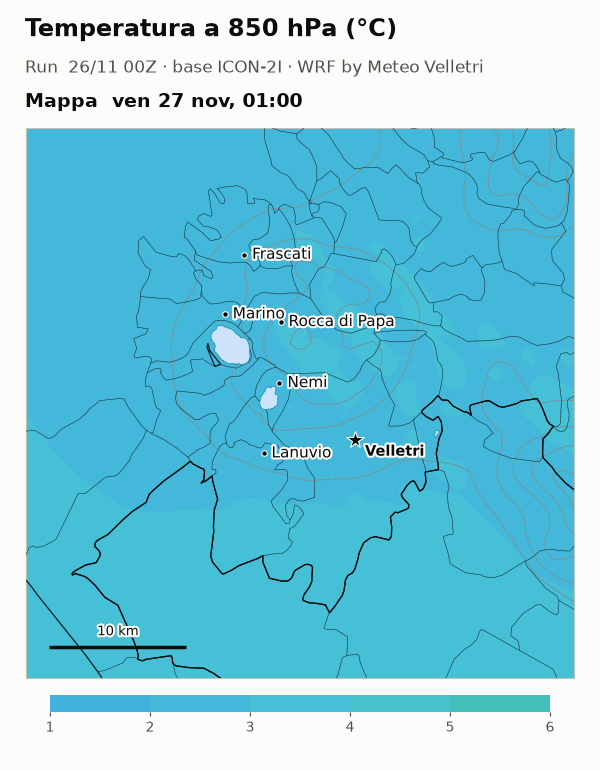 Temperatura a 850 hPa (°C)
Run  26/11 00Z · base ICON-2I · WRF by Meteo Velletri
Mappa  ven 27 nov, 01:00
Frascati
Marino
Rocca di Papa
Nemi
Velletri
Lanuvio
10 km
1 2 3 4 5 6